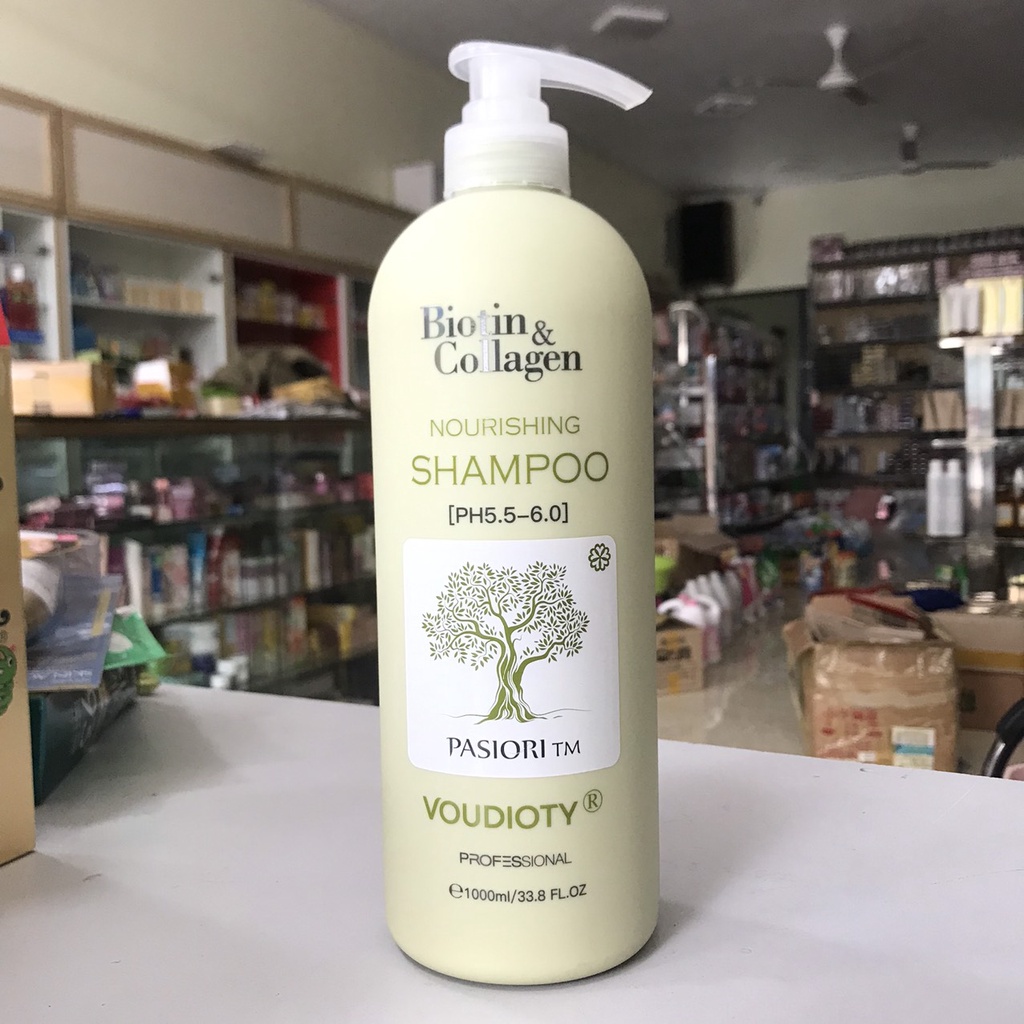 Biotin &
Collagen
NOURISHING
SHAMPOO
[PH5.5–6.0]
PASIORI TM
VOUDIOTY®
PROFESSIONAL
℮1000ml/33.8 FL.OZ